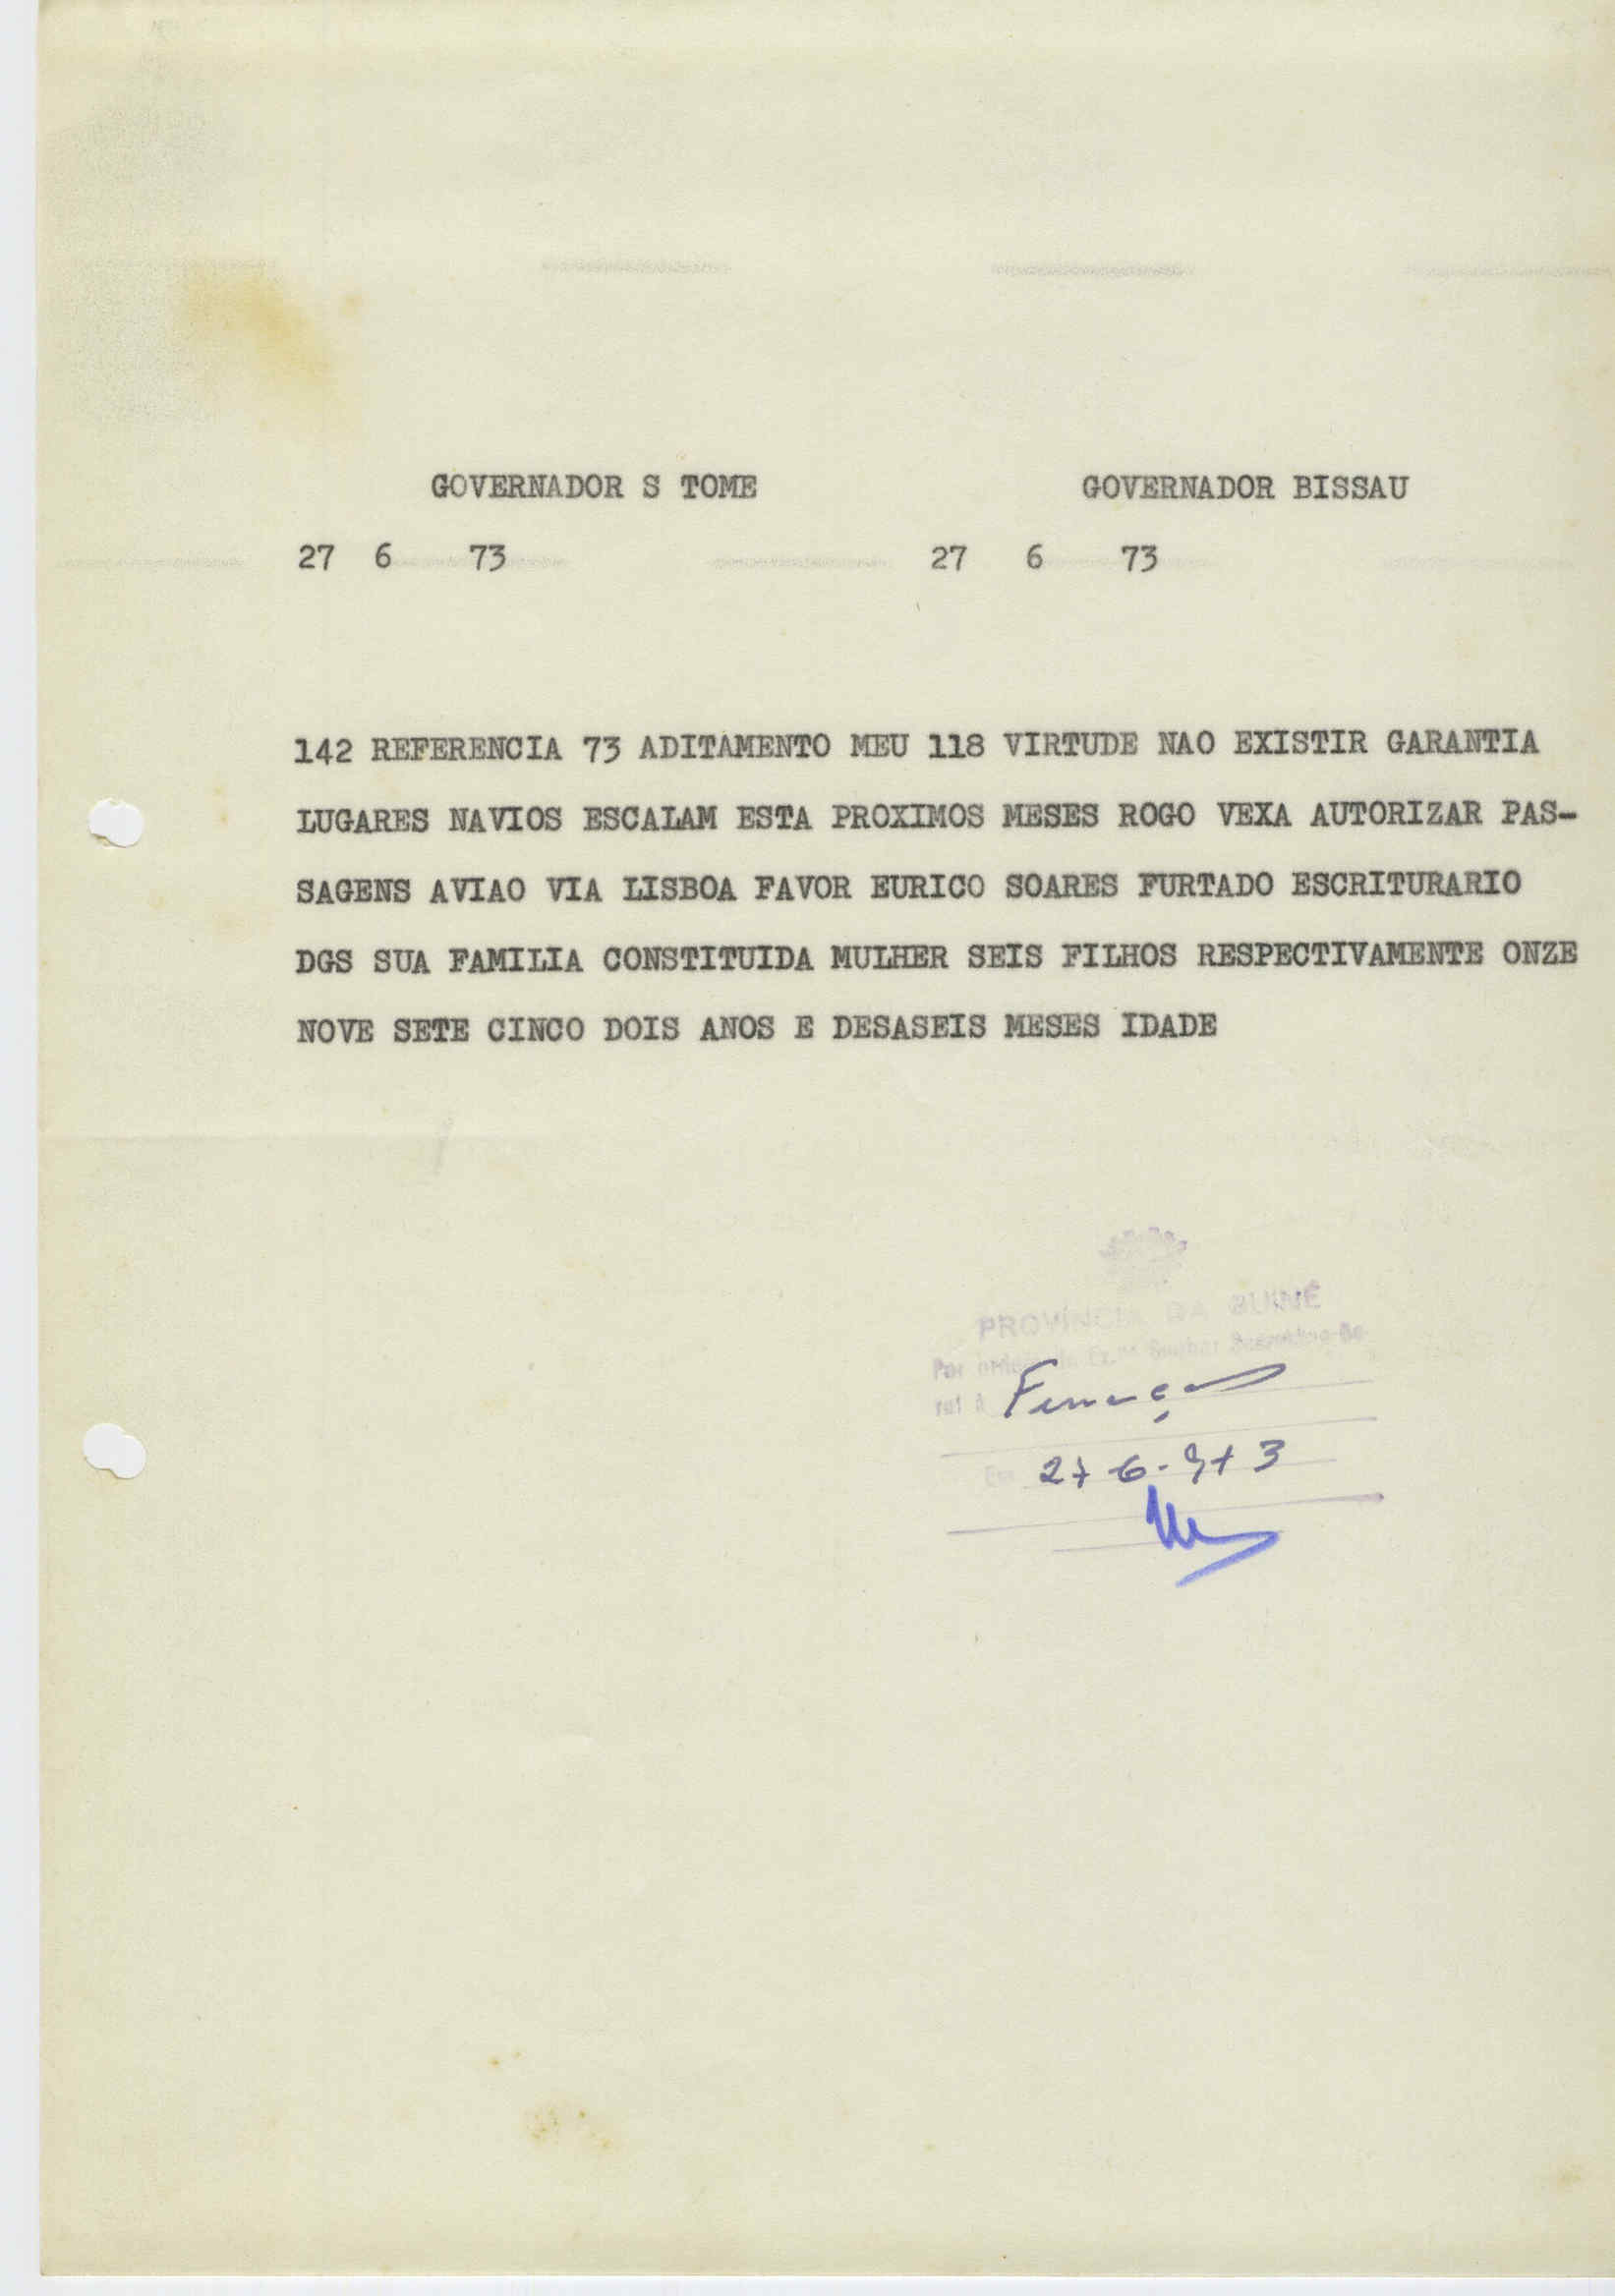 GOVERNADOR S TOME GOVERNADOR BISSAU
27 6 73 27 6 73
142 REFERENCIA 73 ADITAMENTO MEU 118 VIRTUDE NAO EXISTIR GARANTIA
LUGARES NAVIOS ESCALAM ESTA PROXIMOS MESES ROGO VEXA AUTORIZAR PAS-
SAGENS AVIAO VIA LISBOA FAVOR EURICO SOARES FURTADO ESCRITURARIO
DGS SUA FAMILIA CONSTITUIDA MULHER SEIS FILHOS RESPECTIVAMENTE ONZE
NOVE SETE CINCO DOIS ANOS E DESASEIS MESES IDADE
PROVÍNCIA DA GUINÉ
Por ordem
Finanças
27-6-973